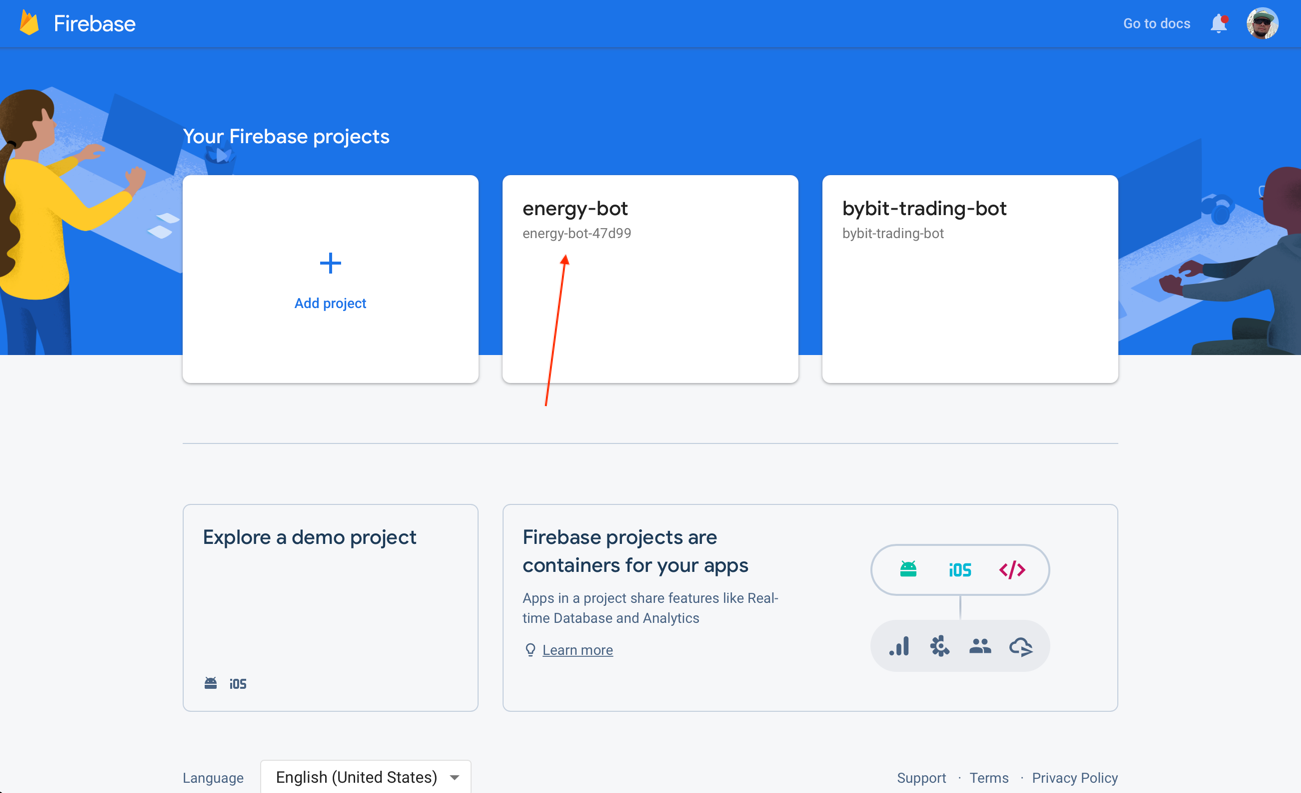 Firebase
Go to docs
Your Firebase projects
Add project
energy-bot
energy-bot-47d99
bybit-trading-bot
bybit-trading-bot
Explore a demo project
iOS
Firebase projects are
containers for your apps
Apps in a project share features like Real-
time Database and Analytics
Learn more
iOS </>
Language
English (United States)
Support · Terms · Privacy Policy